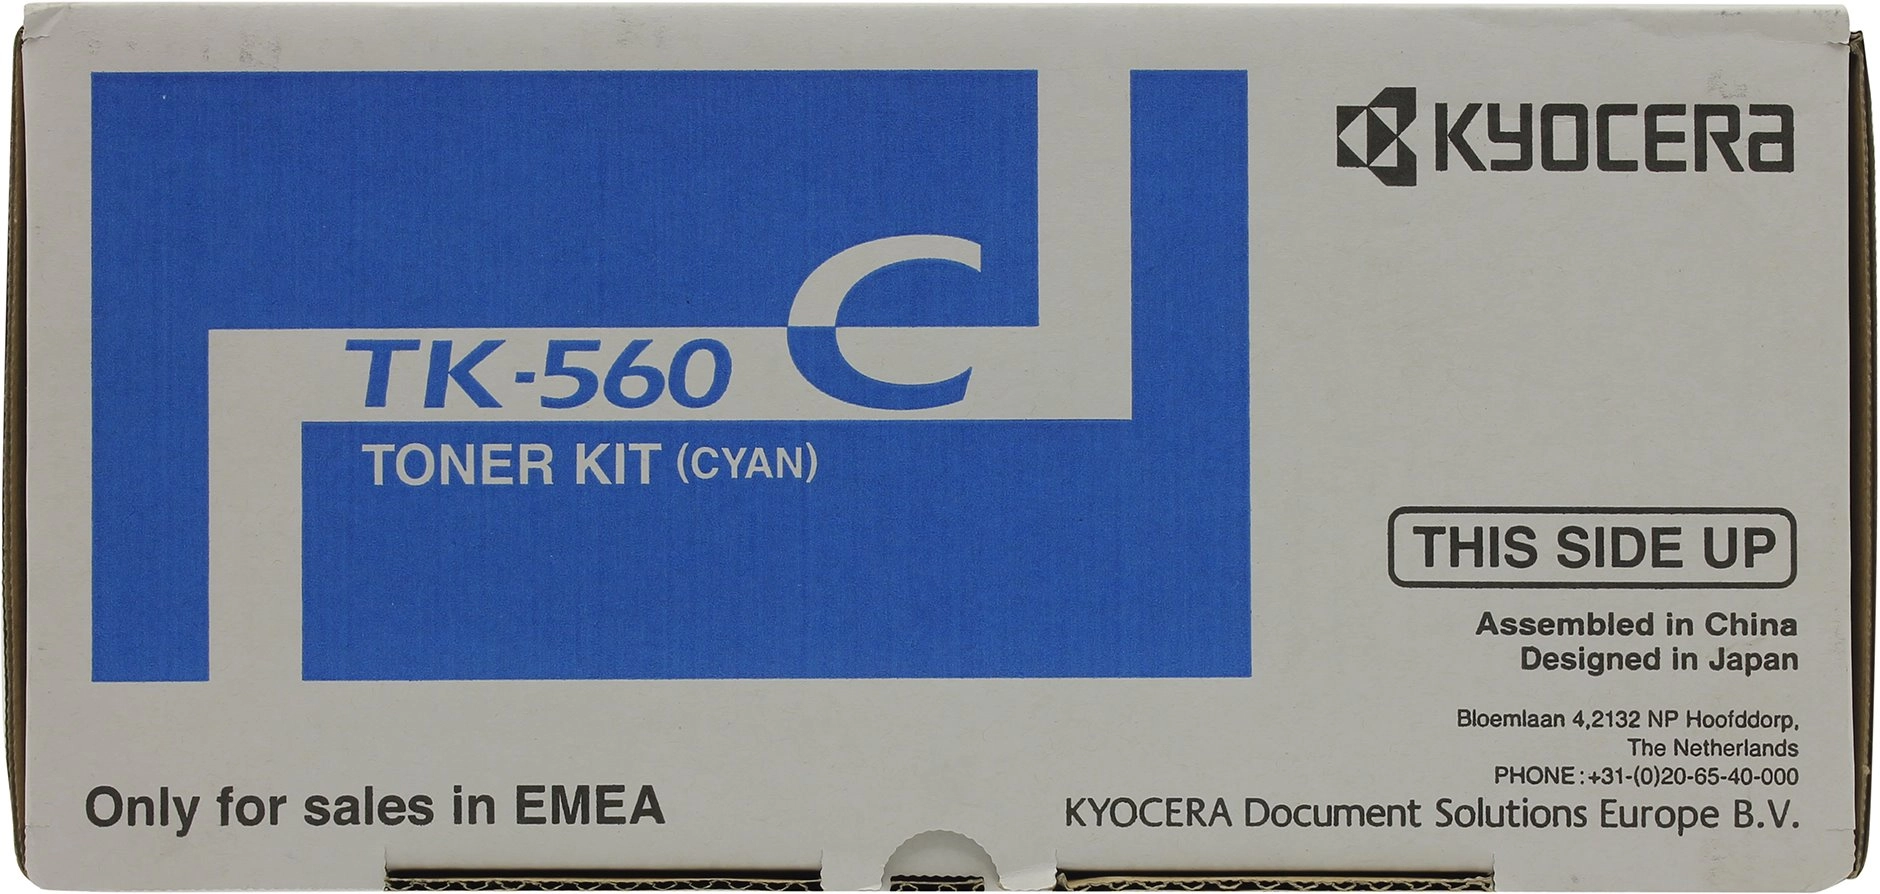 KYOCERA
TK-560 C
TONER KIT (CYAN)
THIS SIDE UP
Assembled in China
Designed in Japan
Bloemlaan 4,2132 NP Hoofddorp,
The Netherlands
PHONE:+31-(0)20-65-40-000
Only for sales in EMEA
KYOCERA Document Solutions Europe B.V.